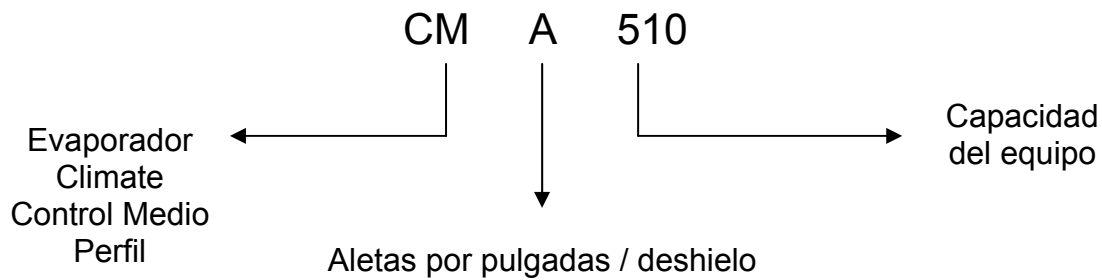 CM A 510
Evaporador
Climate
Control Medio
Perfil
Aletas por pulgadas / deshielo
Capacidad
del equipo